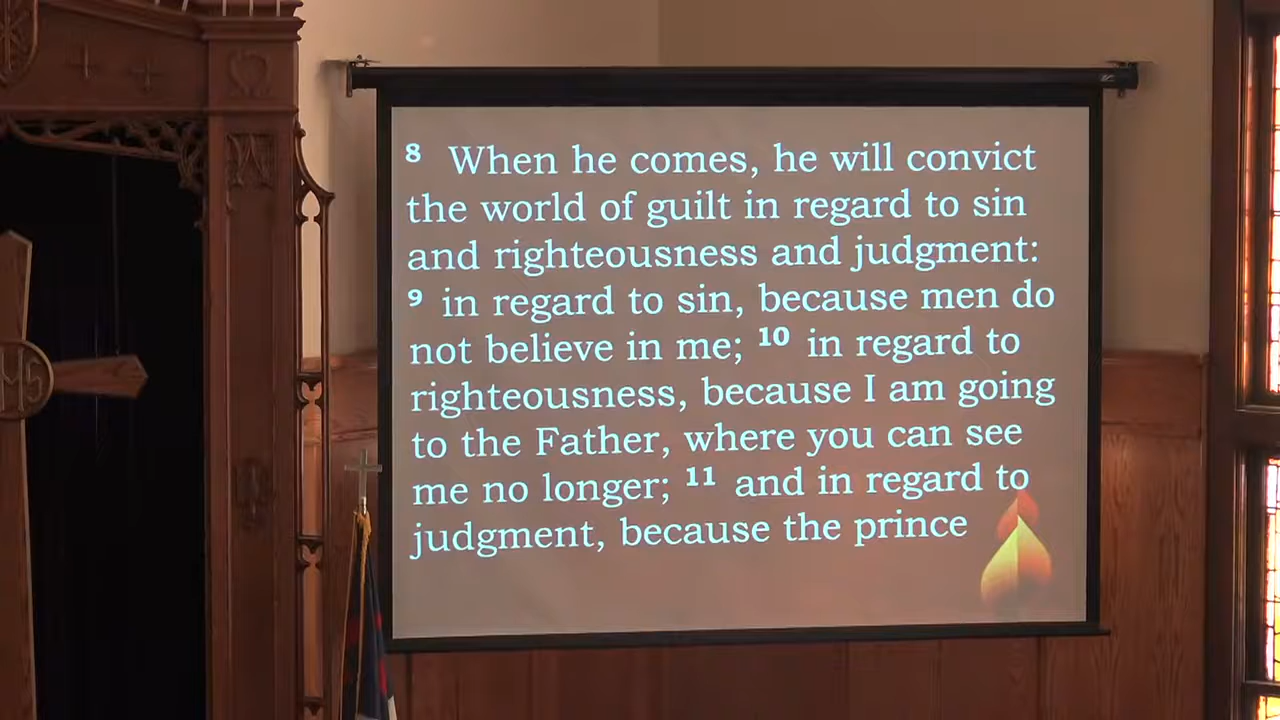 8 When he comes, he will convict
the world of guilt in regard to sin
and righteousness and judgment:
9 in regard to sin, because men do
not believe in me; 10 in regard to
righteousness, because I am going
to the Father, where you can see
me no longer; 11 and in regard to
judgment, because the prince
IHS